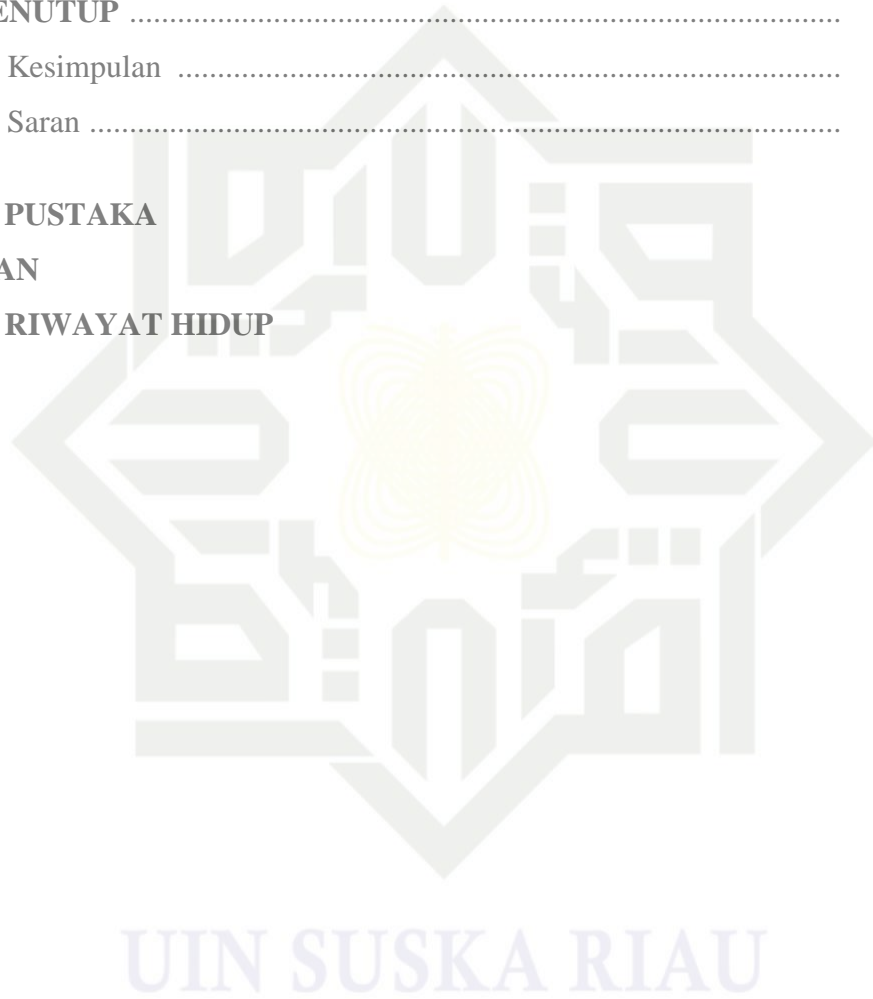 ENUTUP ........................................................................................
Kesimpulan ...................................................................................
Saran ..............................................................................................
PUSTAKA
AN
RIWAYAT HIDUP
UIN SUSKA RIAU